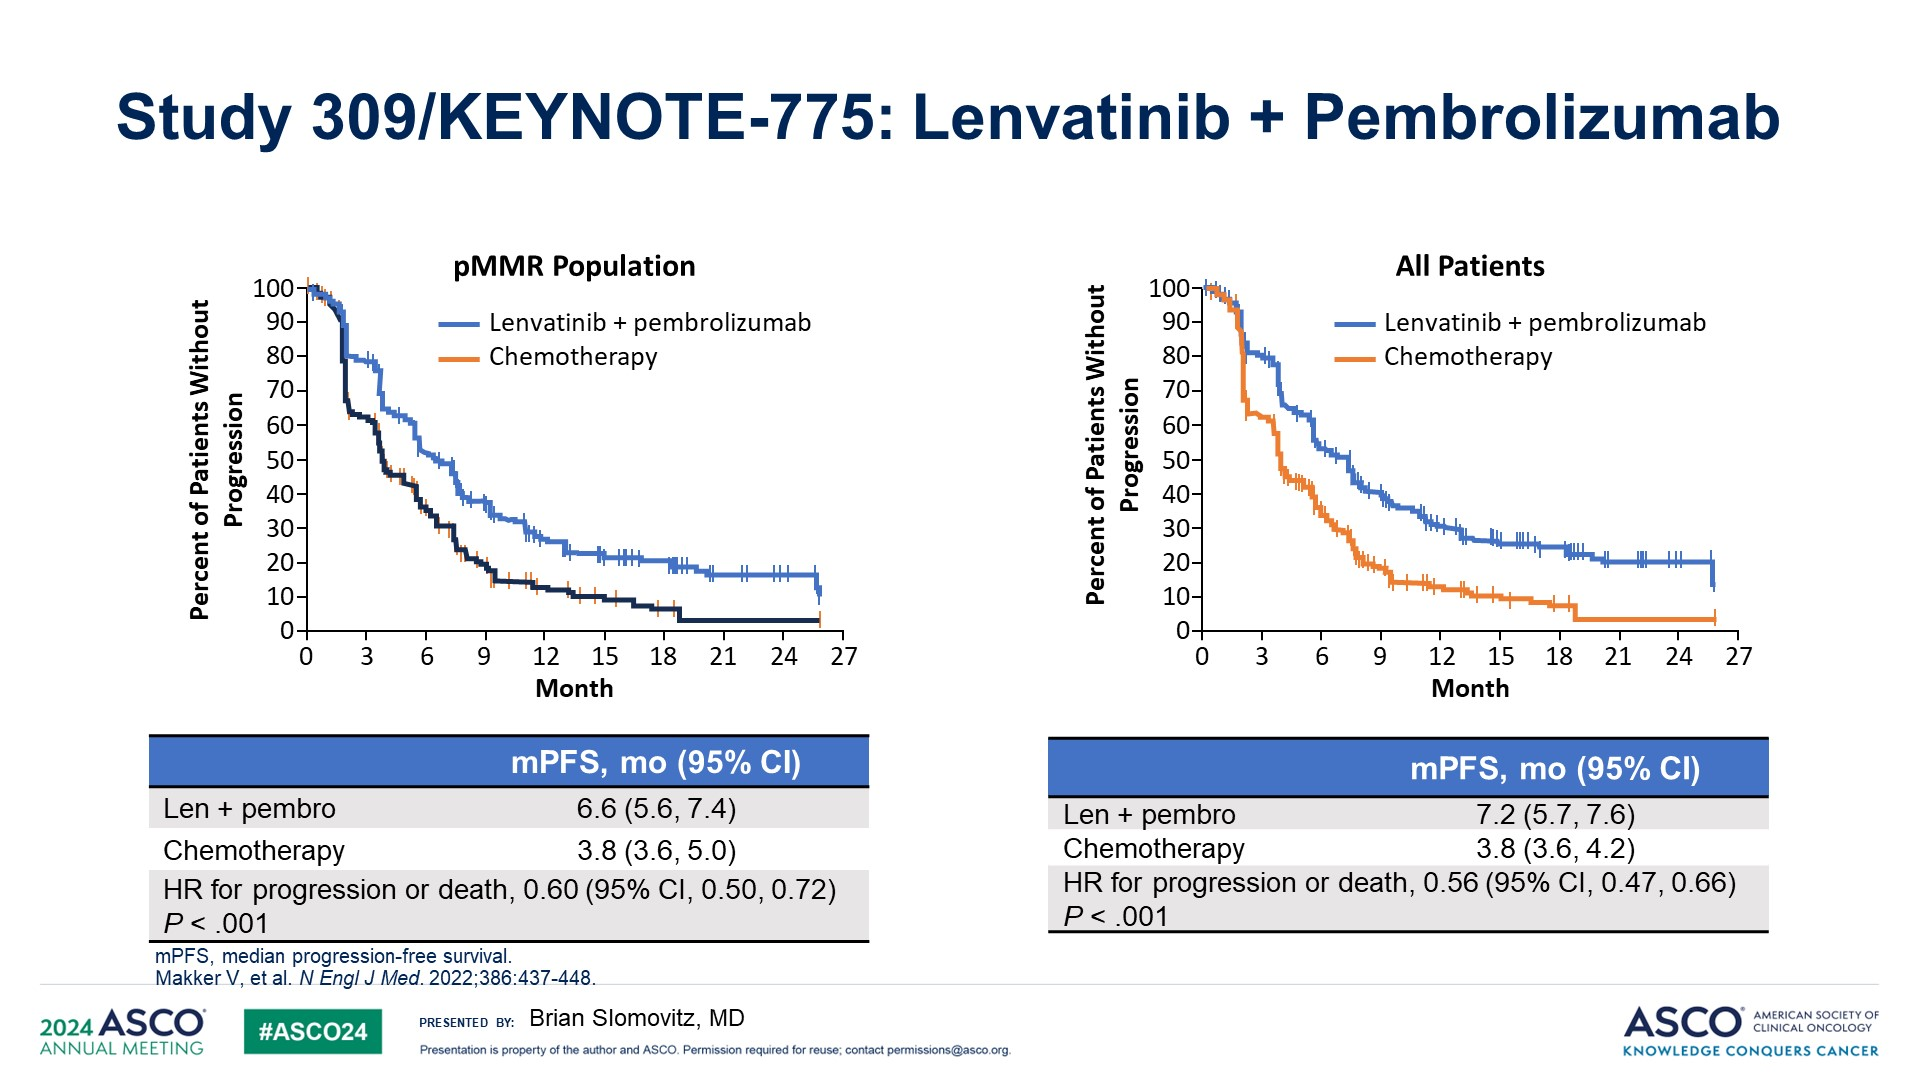 Study 309/KEYNOTE-775: Lenvatinib + Pembrolizumab
pMMR Population
Percent of Patients Without
Progression
100
90
80
70
60
50
40
30
20
10
0
Lenvatinib + pembrolizumab
Chemotherapy
0 3 6 9 12 15 18 21 24 27
Month
All Patients
Percent of Patients Without
Progression
100
90
80
70
60
50
40
30
20
10
0
Lenvatinib + pembrolizumab
Chemotherapy
0 3 6 9 12 15 18 21 24 27
Month
mPFS, mo (95% CI)
Len + pembro 6.6 (5.6, 7.4)
Chemotherapy 3.8 (3.6, 5.0)
HR for progression or death, 0.60 (95% CI, 0.50, 0.72)
P < .001
mPFS, mo (95% CI)
Len + pembro 7.2 (5.7, 7.6)
Chemotherapy 3.8 (3.6, 4.2)
HR for progression or death, 0.56 (95% CI, 0.47, 0.66)
P < .001
mPFS, median progression-free survival.
Makker V, et al. N Engl J Med. 2022;386:437-448.
2024 ASCO®
ANNUAL MEETING
#ASCO24
PRESENTED BY: Brian Slomovitz, MD
Presentation is property of the author and ASCO. Permission required for reuse; contact permissions@asco.org.
ASCO® AMERICAN SOCIETY OF
CLINICAL ONCOLOGY
KNOWLEDGE CONQUERS CANCER